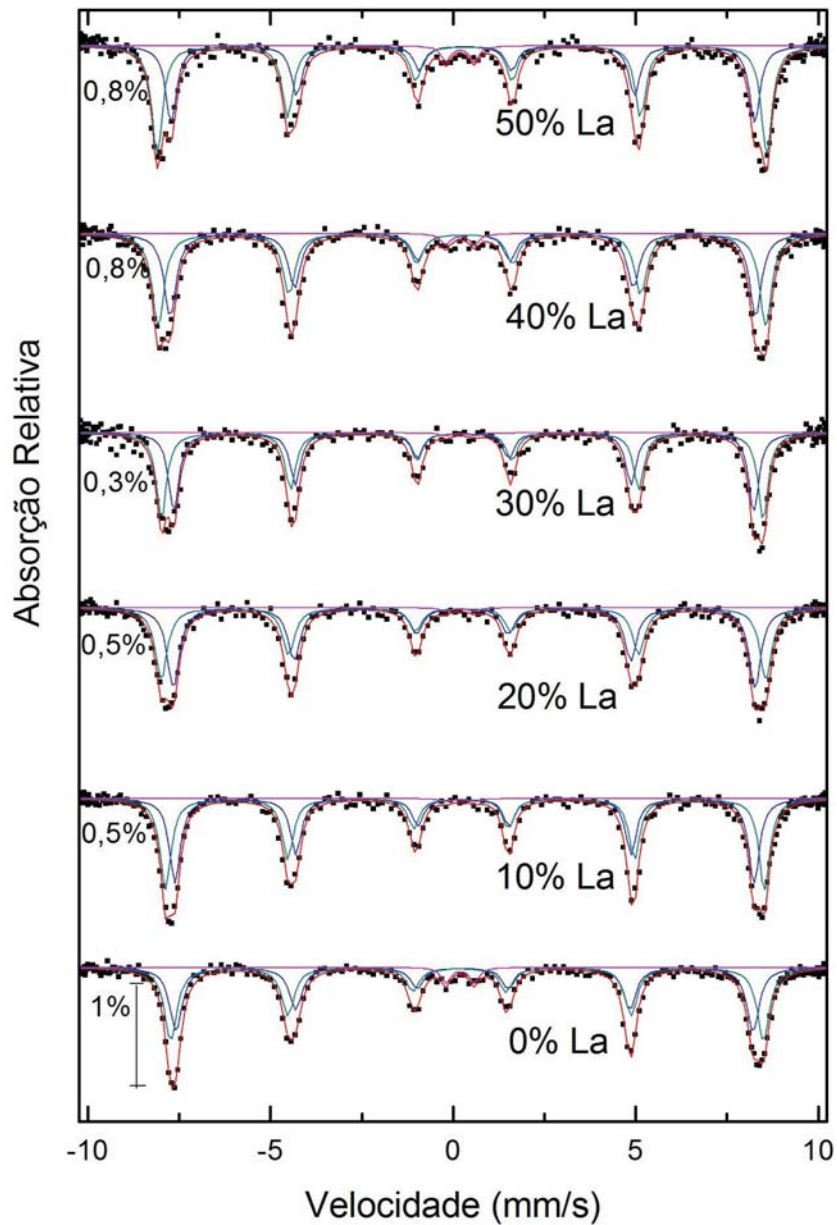 0,8%
50% La
0,8%
40% La
0,3%
30% La
0,5%
20% La
0,5%
10% La
1%
0% La
-10 -5 0 5 10
Velocidade (mm/s)
Absorção Relativa